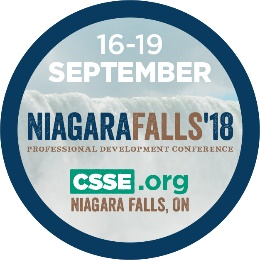 16-19
SEPTEMBER
NIAGARAFALLS'18
PROFESSIONAL DEVELOPMENT CONFERENCE
CSSE.org
NIAGARA FALLS, ON